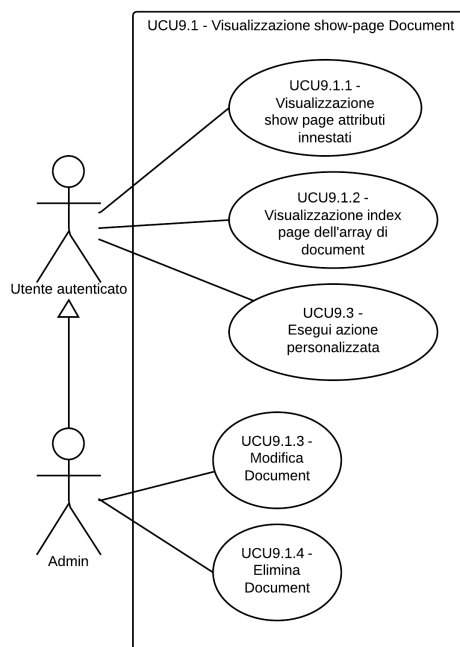 UCU9.1 - Visualizzazione show-page Document
UCU9.1.1 -
Visualizzazione
show page attributi
innestati
UCU9.1.2 -
Visualizzazione index
page dell'array di
document
Utente autenticato
UCU9.3 -
Esegui azione
personalizzata
UCU9.1.3 -
Modifica
Document
UCU9.1.4 -
Elimina
Document
Admin